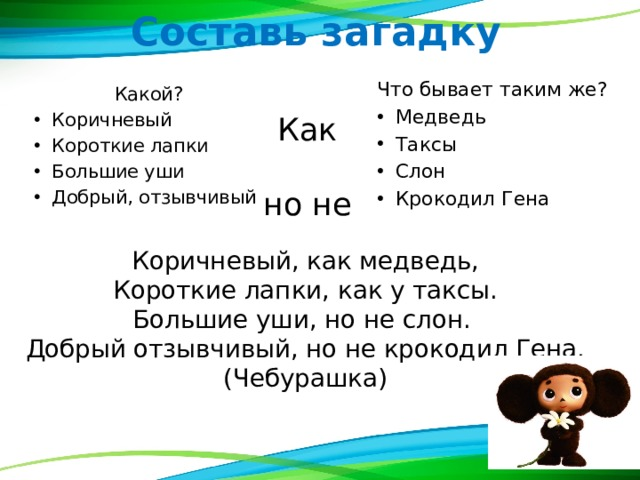 Составь загадку
Какой?
• Коричневый
• Короткие лапки
• Большие уши
• Добрый, отзывчивый
Как
но не
Что бывает таким же?
• Медведь
• Таксы
• Слон
• Крокодил Гена
Коричневый, как медведь,
Короткие лапки, как у таксы.
Большие уши, но не слон.
Добрый отзывчивый, но не крокодил Гена.
(Чебурашка)